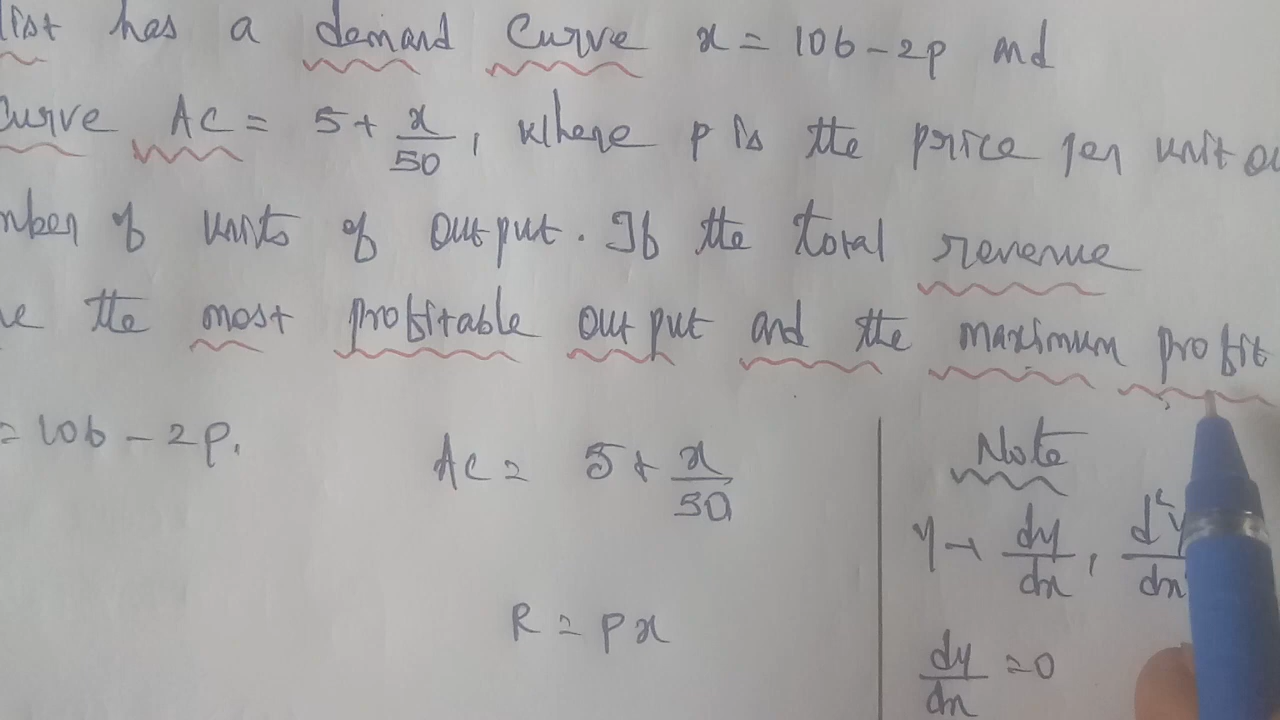 list has a demand curve x = 106 - 2p and
curve AC = 5 + x/50, where p is the price per unit ou
mber of units of output. If the total revenue
the most profitable output and the maximum profit
= 106 - 2p.
AC = 5 + x/50
R = px
Note
y → dy/dx, d²y/dx
dy/dx = 0